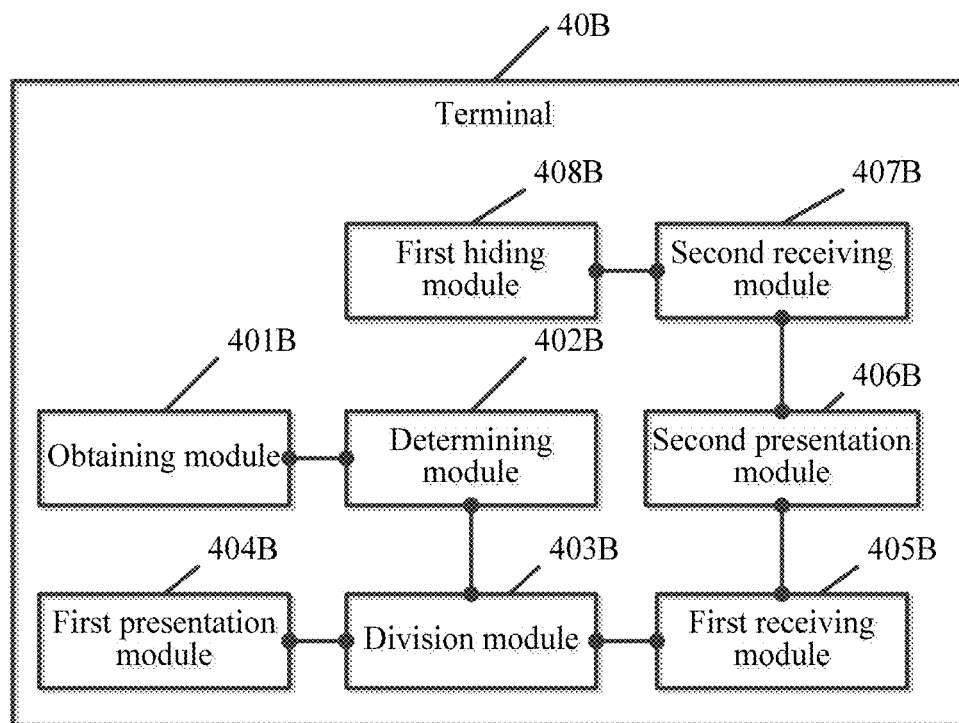 40B
Terminal
408B
407B
First hiding
module
Second receiving
module
401B
402B
406B
Obtaining module
Determining
module
Second presentation
module
404B
403B
405B
First presentation
module
Division module
First receiving
module